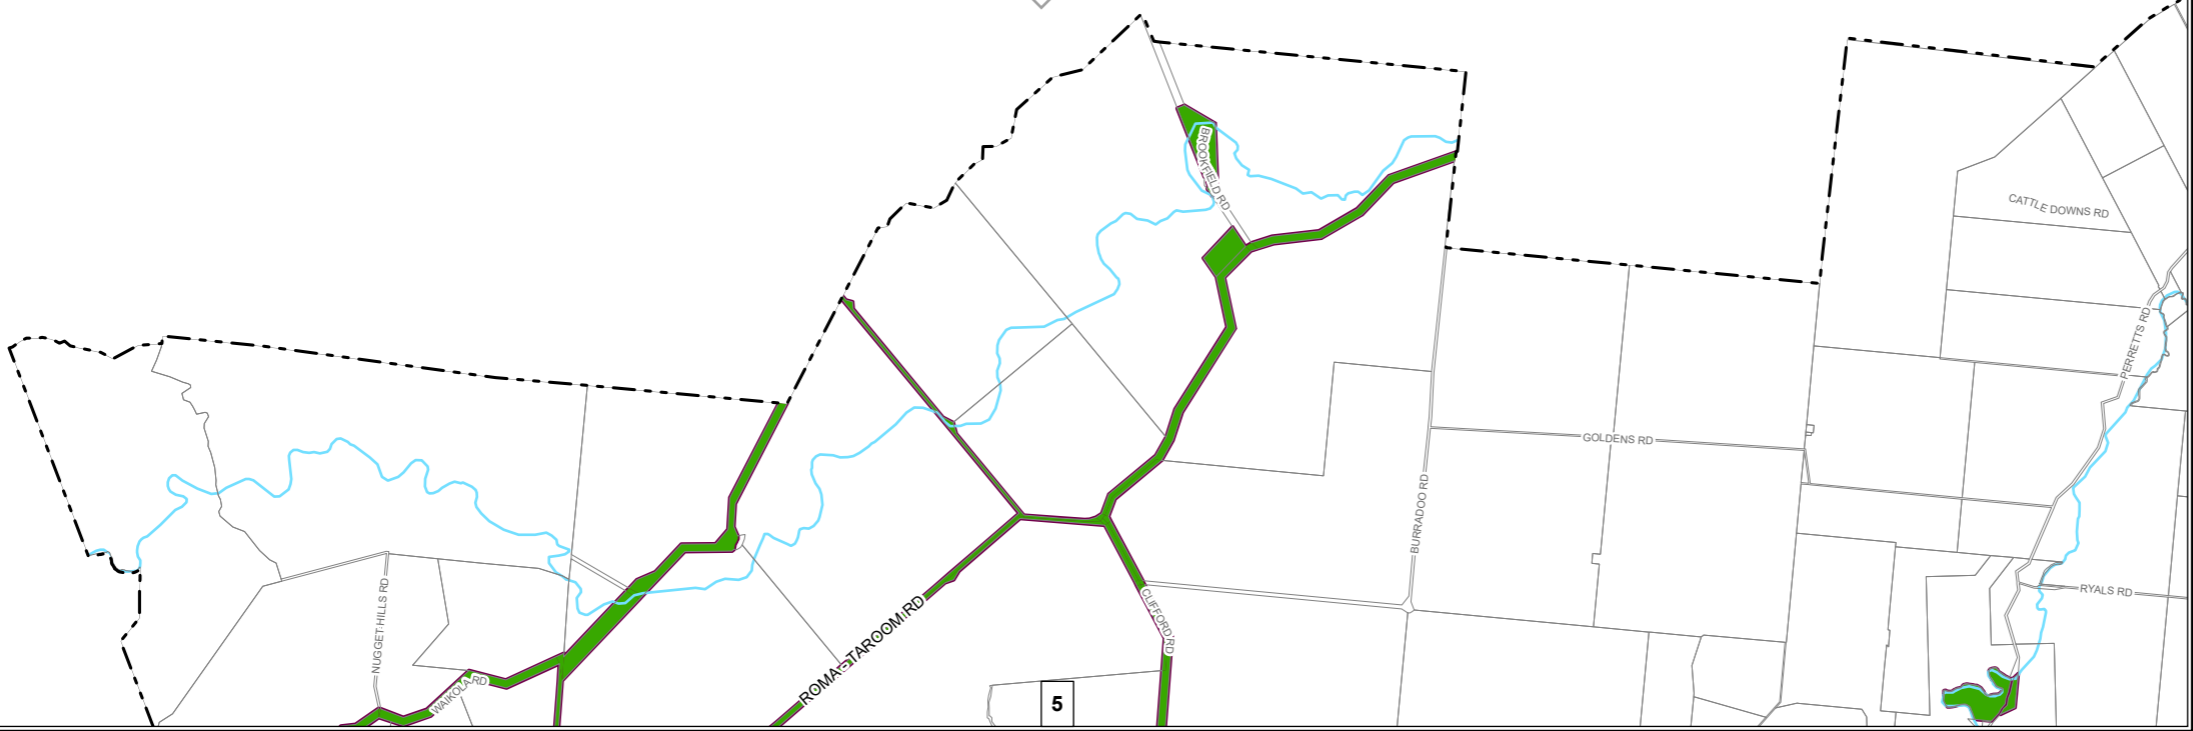 BROOKFIELD RD
CATTLE DOWNS RD
PERRETTS RD
GOLDENS RD
BURRADOO RD
NUGGET HILLS RD
CLIFFORD RD
RYALS RD
ROMA - TAROOM RD
WAIKOLA RD
5